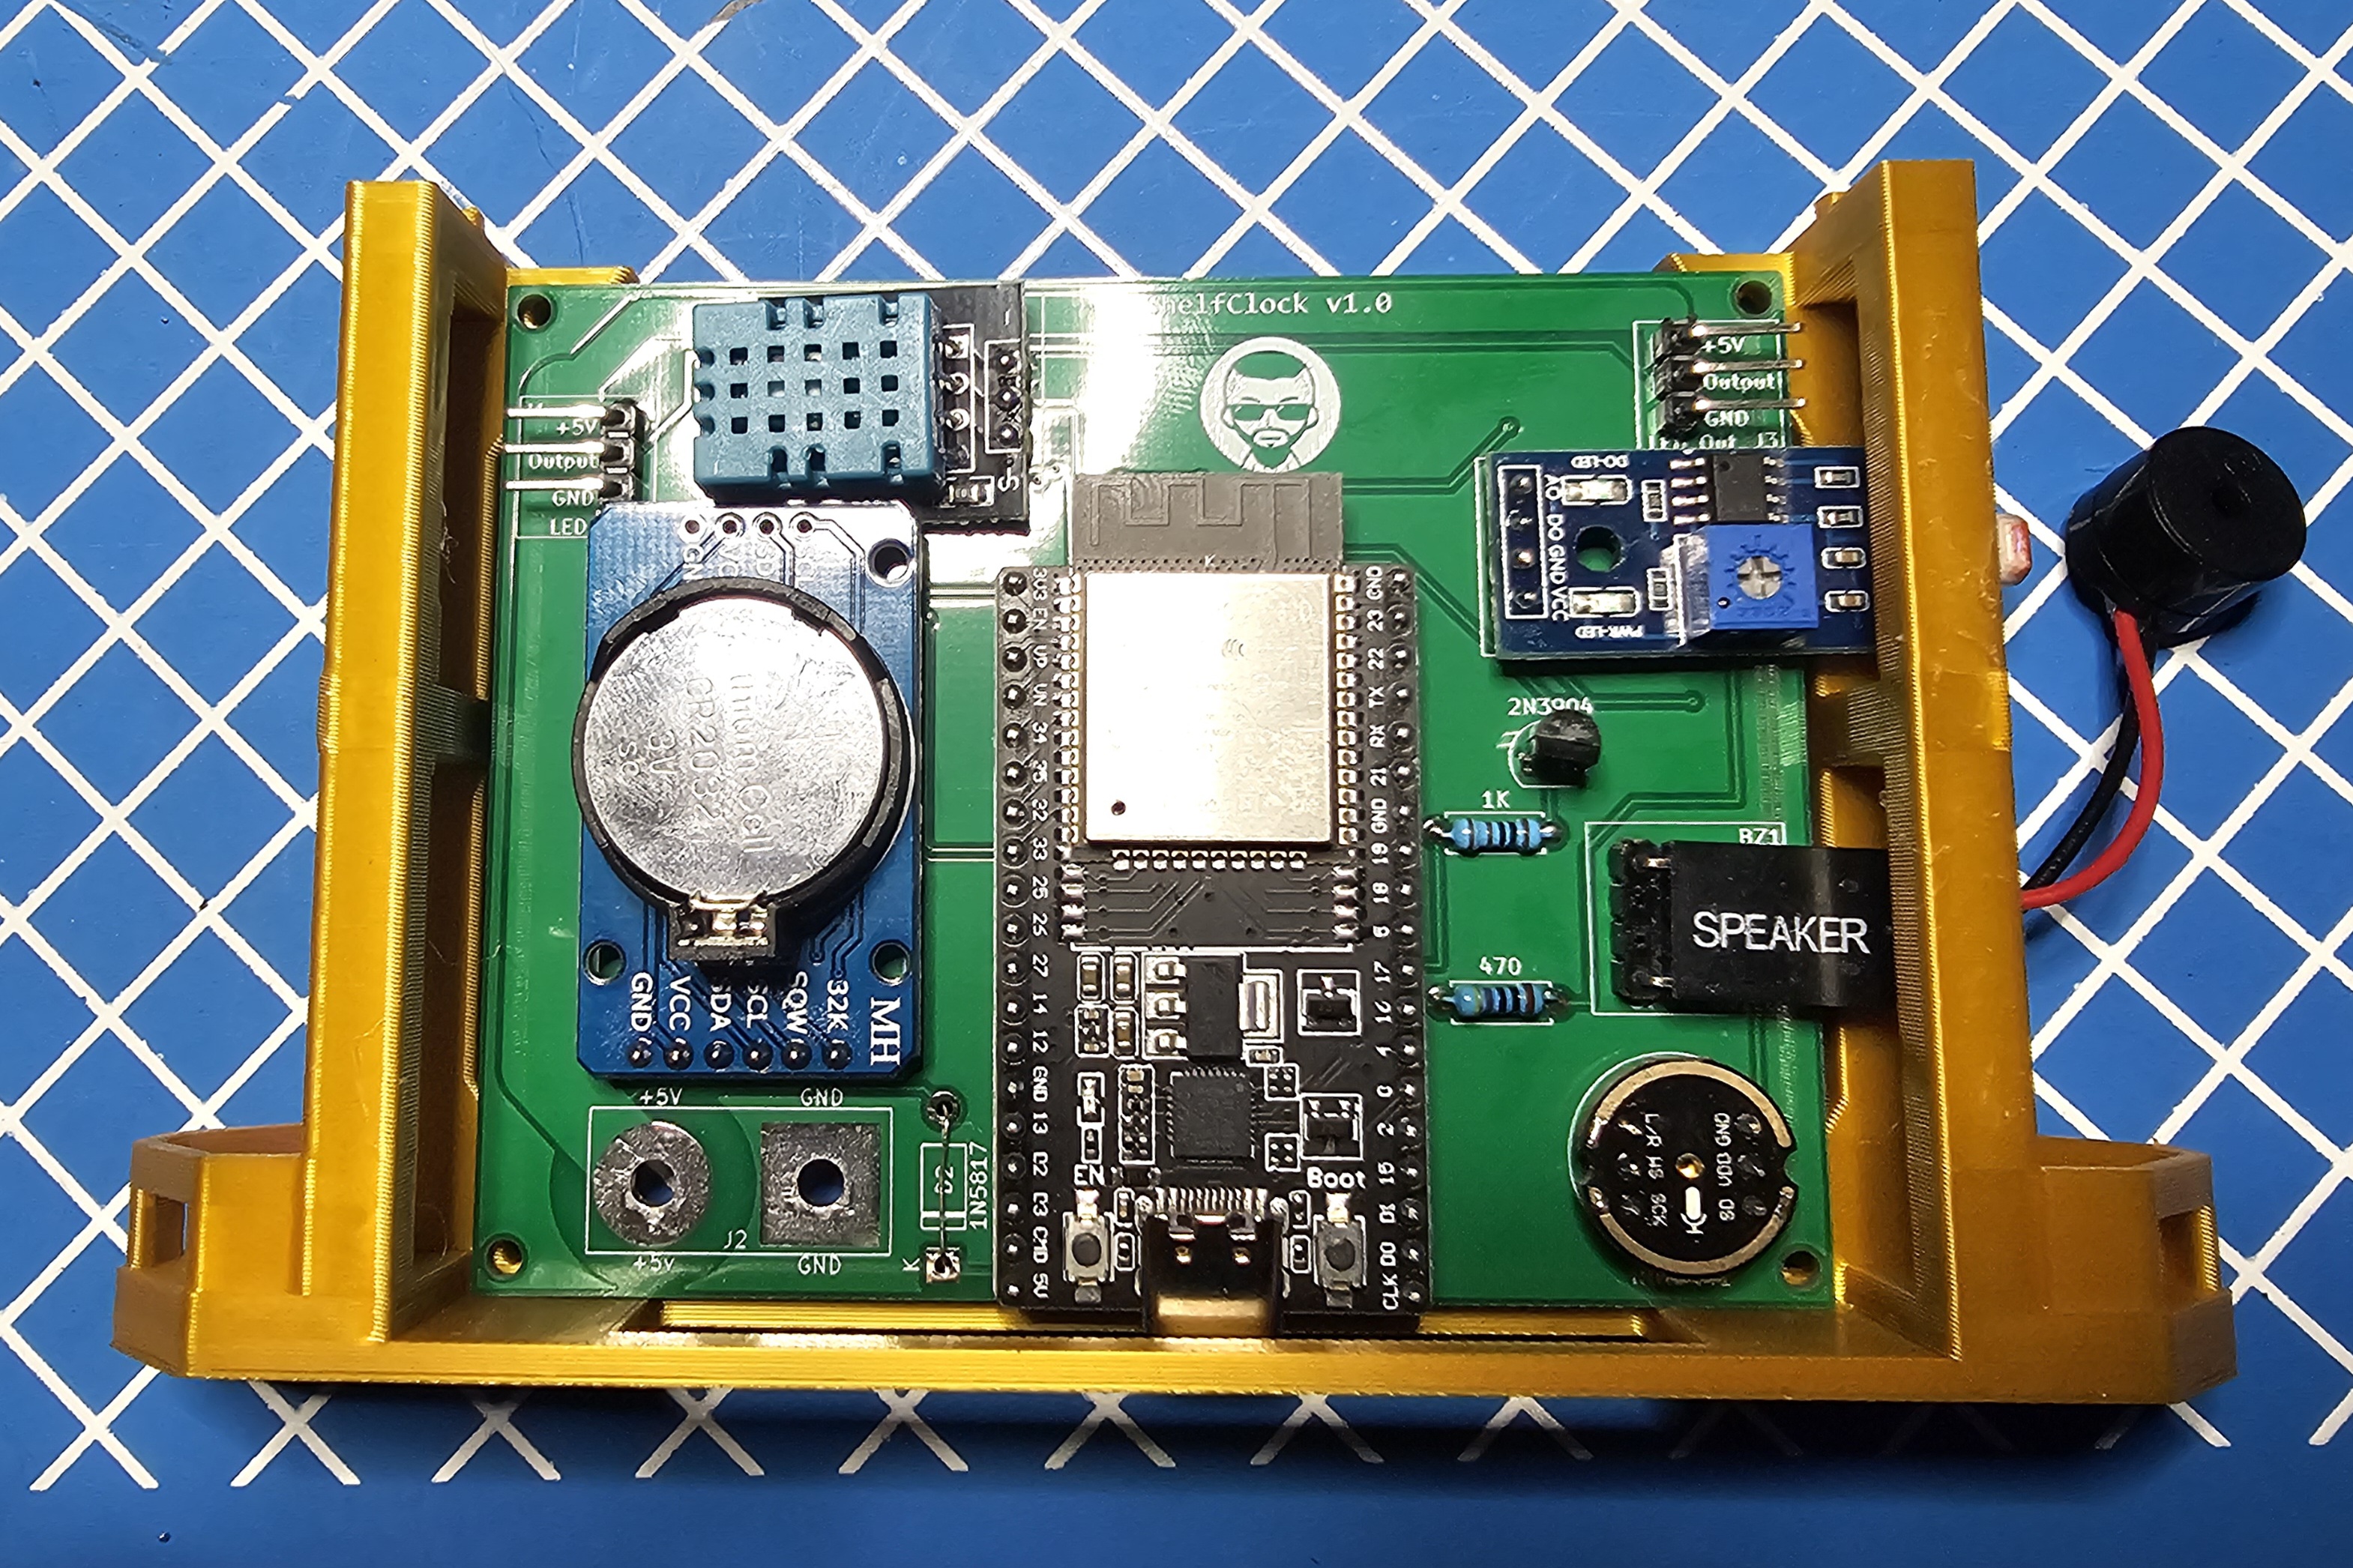 ShelfClock v1.0
+5V
Output
GND
LED
+5V
Output
GND
Out J3
S
DO-LED
AO DO GND VCC
PWR-LED
CR2032
3V
GND
VCC
SDA
SCL
SQW
32K
MH
3V3 EN VP VN 34 35 32 33 25 26 27 14 12 GND 13 D2 D3 CMD 5V
GND 23 22 TX RX 21 GND 19 18 5 17 16 4 0 2 15 D1 D0 CLK
EN
Boot
2N3904
1K
470
BZ1
SPEAKER
L/R WS SCK
GND VDD SD
+5V
GND
J2
+5v
GND
D2
1N5817
K